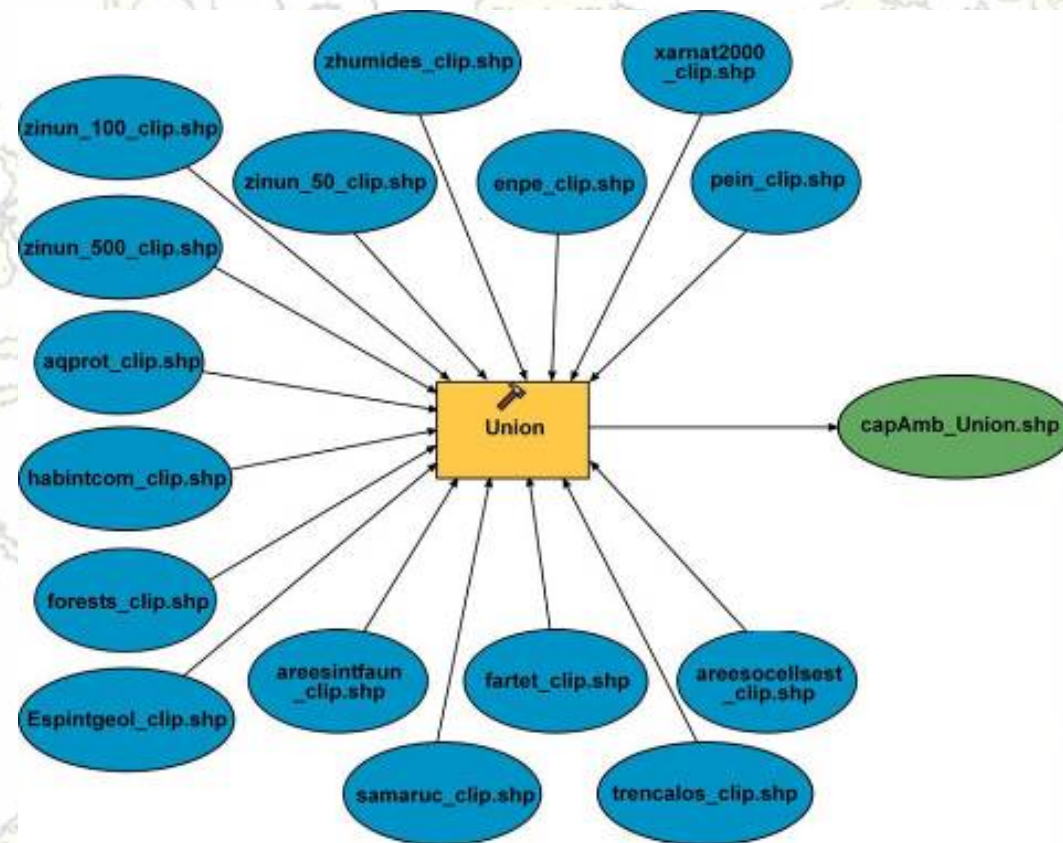 zhumides_clip.shp
xarnat2000
_clip.shp
zinun_100_clip.shp
zinun_50_clip.shp
enpe_clip.shp
pein_clip.shp
zinun_500_clip.shp
aqprot_clip.shp
Union
capAmb_Union.shp
habintcom_clip.shp
forests_clip.shp
areesintfaun
_clip.shp
fartet_clip.shp
areesocellsest
_clip.shp
Espintgeol_clip.shp
samaruc_clip.shp
trencalos_clip.shp